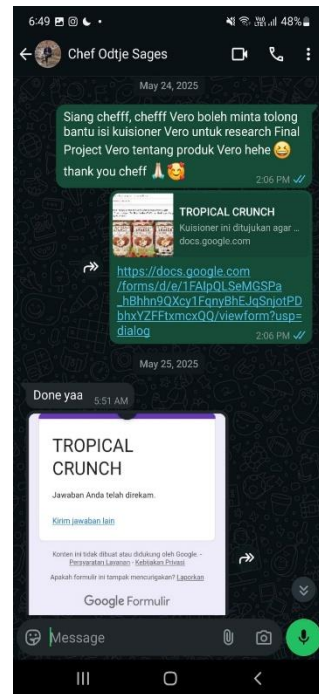 6:49
48%
Chef Odtje Sages
May 24, 2025
Siang chefff, chefff Vero boleh minta tolong
bantu isi kuisioner Vero untuk research Final
Project Vero tentang produk Vero hehe 😆
thank you cheff 🙏🏻🥰
2:06 PM
TROPICAL CRUNCH
Kuisioner ini ditujukan agar ...
docs.google.com
https://docs.google.com
/forms/d/e/1FAIpQLSeMGSPa
_hBhhn9QXcy1FqnyBhEJqSnjotPD
bhxYZFFtxmcxQQ/viewform?usp=
dialog
2:06 PM
May 25, 2025
Done yaa
5:51 AM
TROPICAL
CRUNCH
Jawaban Anda telah direkam.
Kirim jawaban lain
Konten ini tidak dibuat atau didukung oleh Google. -
Persyaratan Layanan - Kebijakan Privasi
Apakah formulir ini tampak mencurigakan? Laporkan
Google Formulir
Message